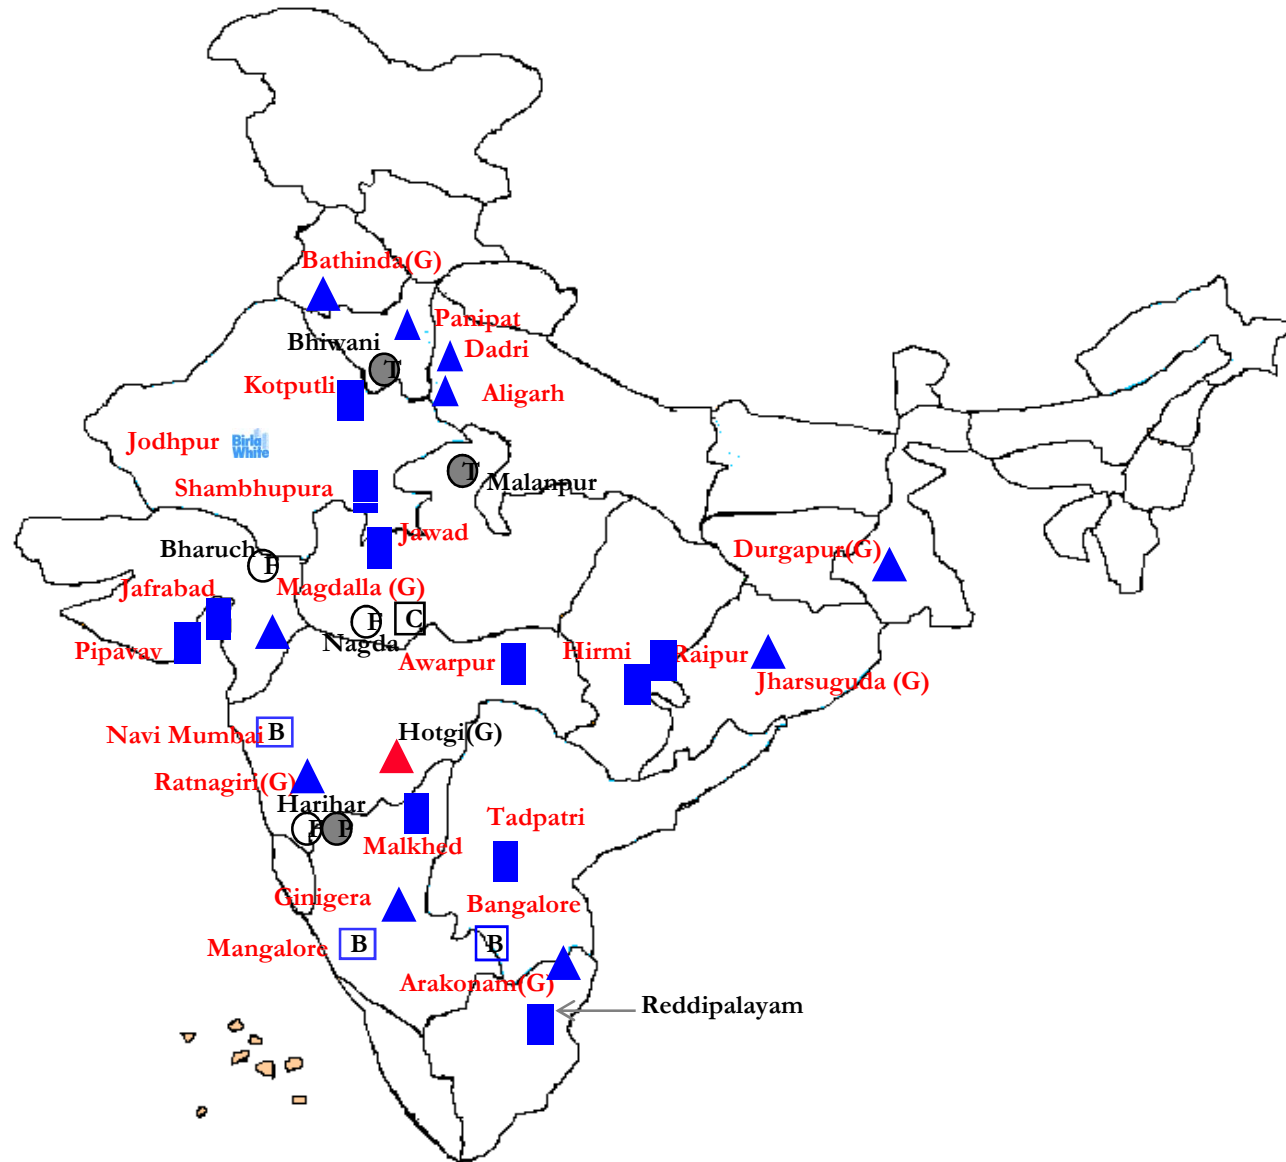 Bathinda(G)
Panipat
Bhiwani
Dadri
T
Kotputli
Aligarh
Jodhpur
Birla
White
T
Shambhupura
Malanpur
Jawad
Bharuch
F
Durgapur(G)
Jafrabad
Magdalla (G)
C
F
Nagda
Pipavav
Awarpur
Hirmi
Raipur
Jharsuguda (G)
Navi Mumbai
B
Hotgi(G)
Ratnagiri(G)
Harihar
F
P
Malkhed
Tadpatri
Ginigera
Bangalore
Mangalore
B
B
Arakonam(G)
Reddipalayam